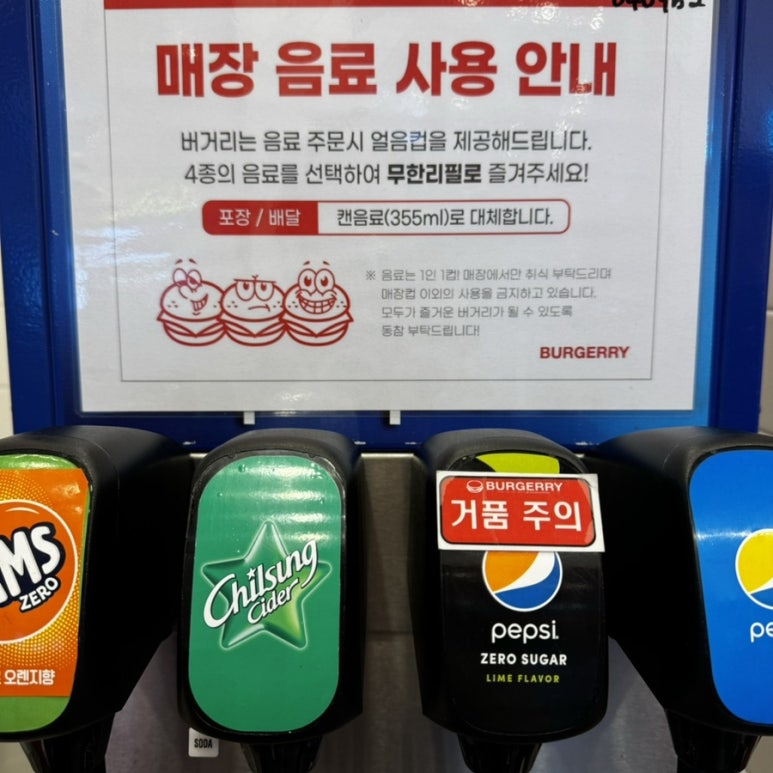 매장 음료 사용 안내
버거리는 음료 주문시 얼음컵을 제공해드립니다.
4종의 음료를 선택하여 무한리필로 즐겨주세요!
포장 / 배달 캔음료(355ml)로 대체합니다.
※ 음료는 1인 1컵! 매장에서만 취식 부탁드리며
매장컵 이외의 사용을 금지하고 있습니다.
모두가 즐거운 버거리가 될 수 있도록
동참 부탁드립니다!
BURGERRY
MS
ZERO
오렌지향
Chilsung
Cider
SODA
BURGERRY
거품 주의
pepsi
ZERO SUGAR
LIME FLAVOR
pe